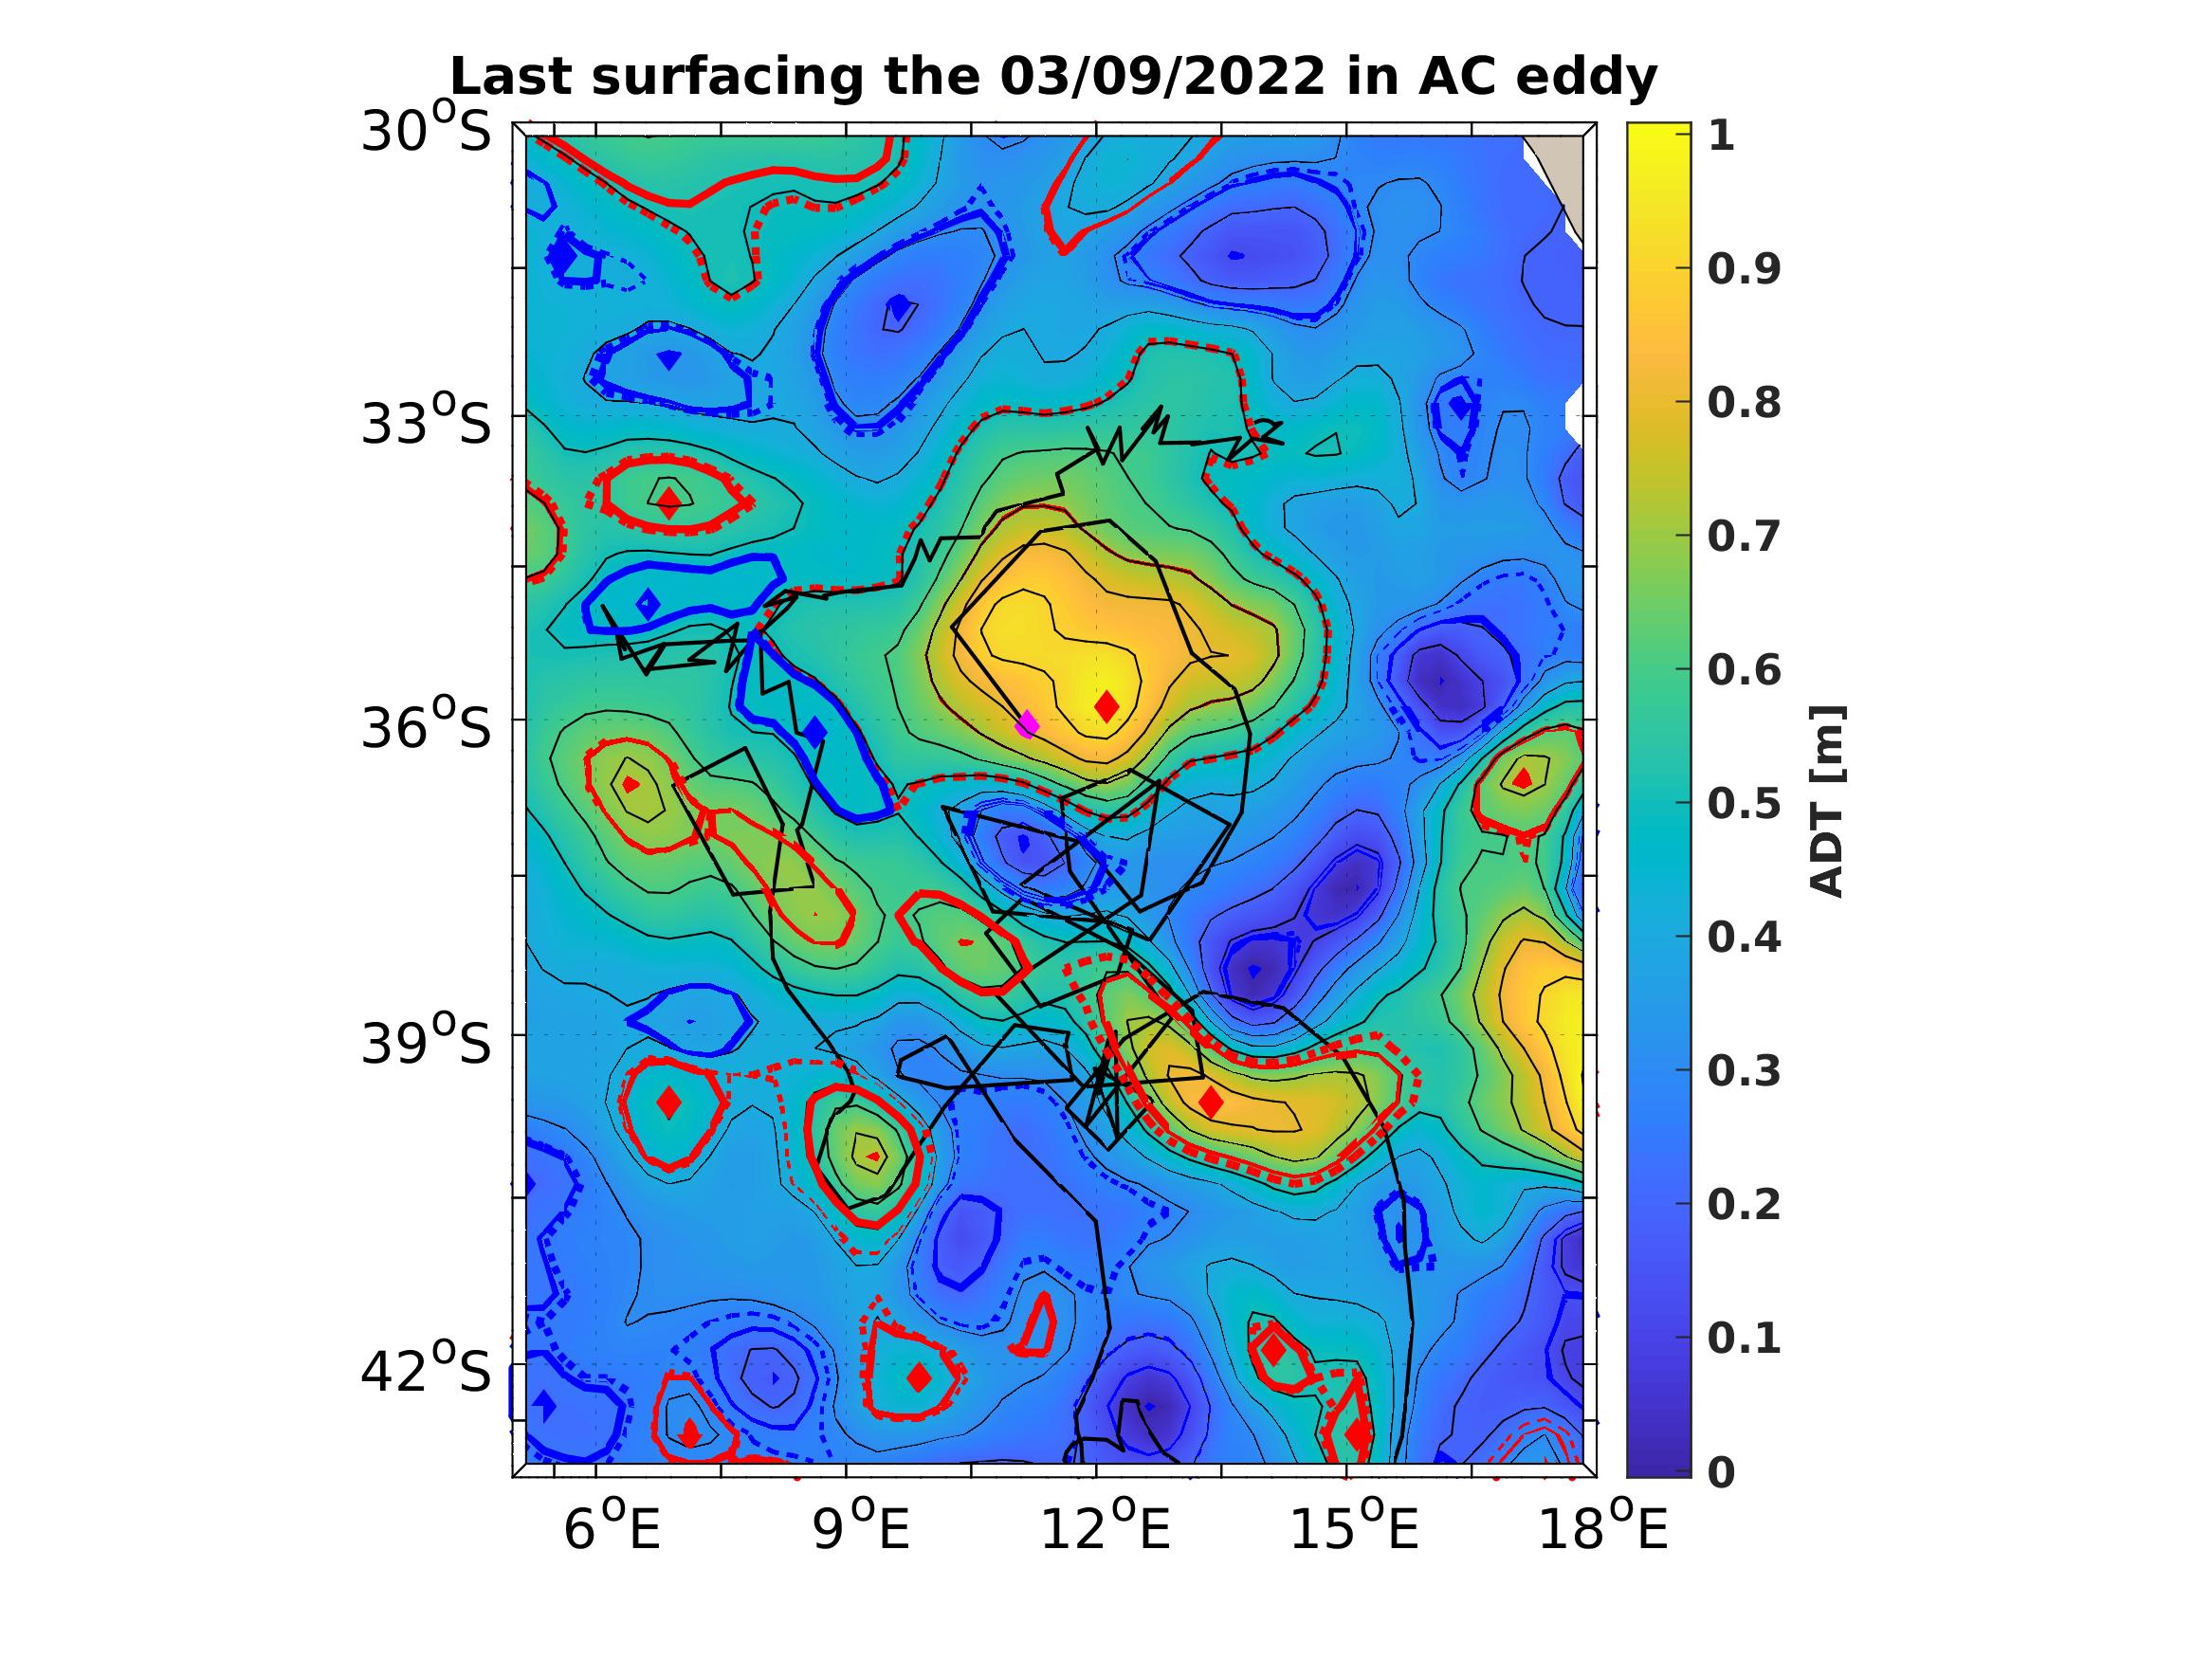 Last surfacing the 03/09/2022 in AC eddy
30°S
33°S
36°S
39°S
42°S
6°E
9°E
12°E
15°E
18°E
1
0.9
0.8
0.7
0.6
0.5
0.4
0.3
0.2
0.1
0
ADT [m]